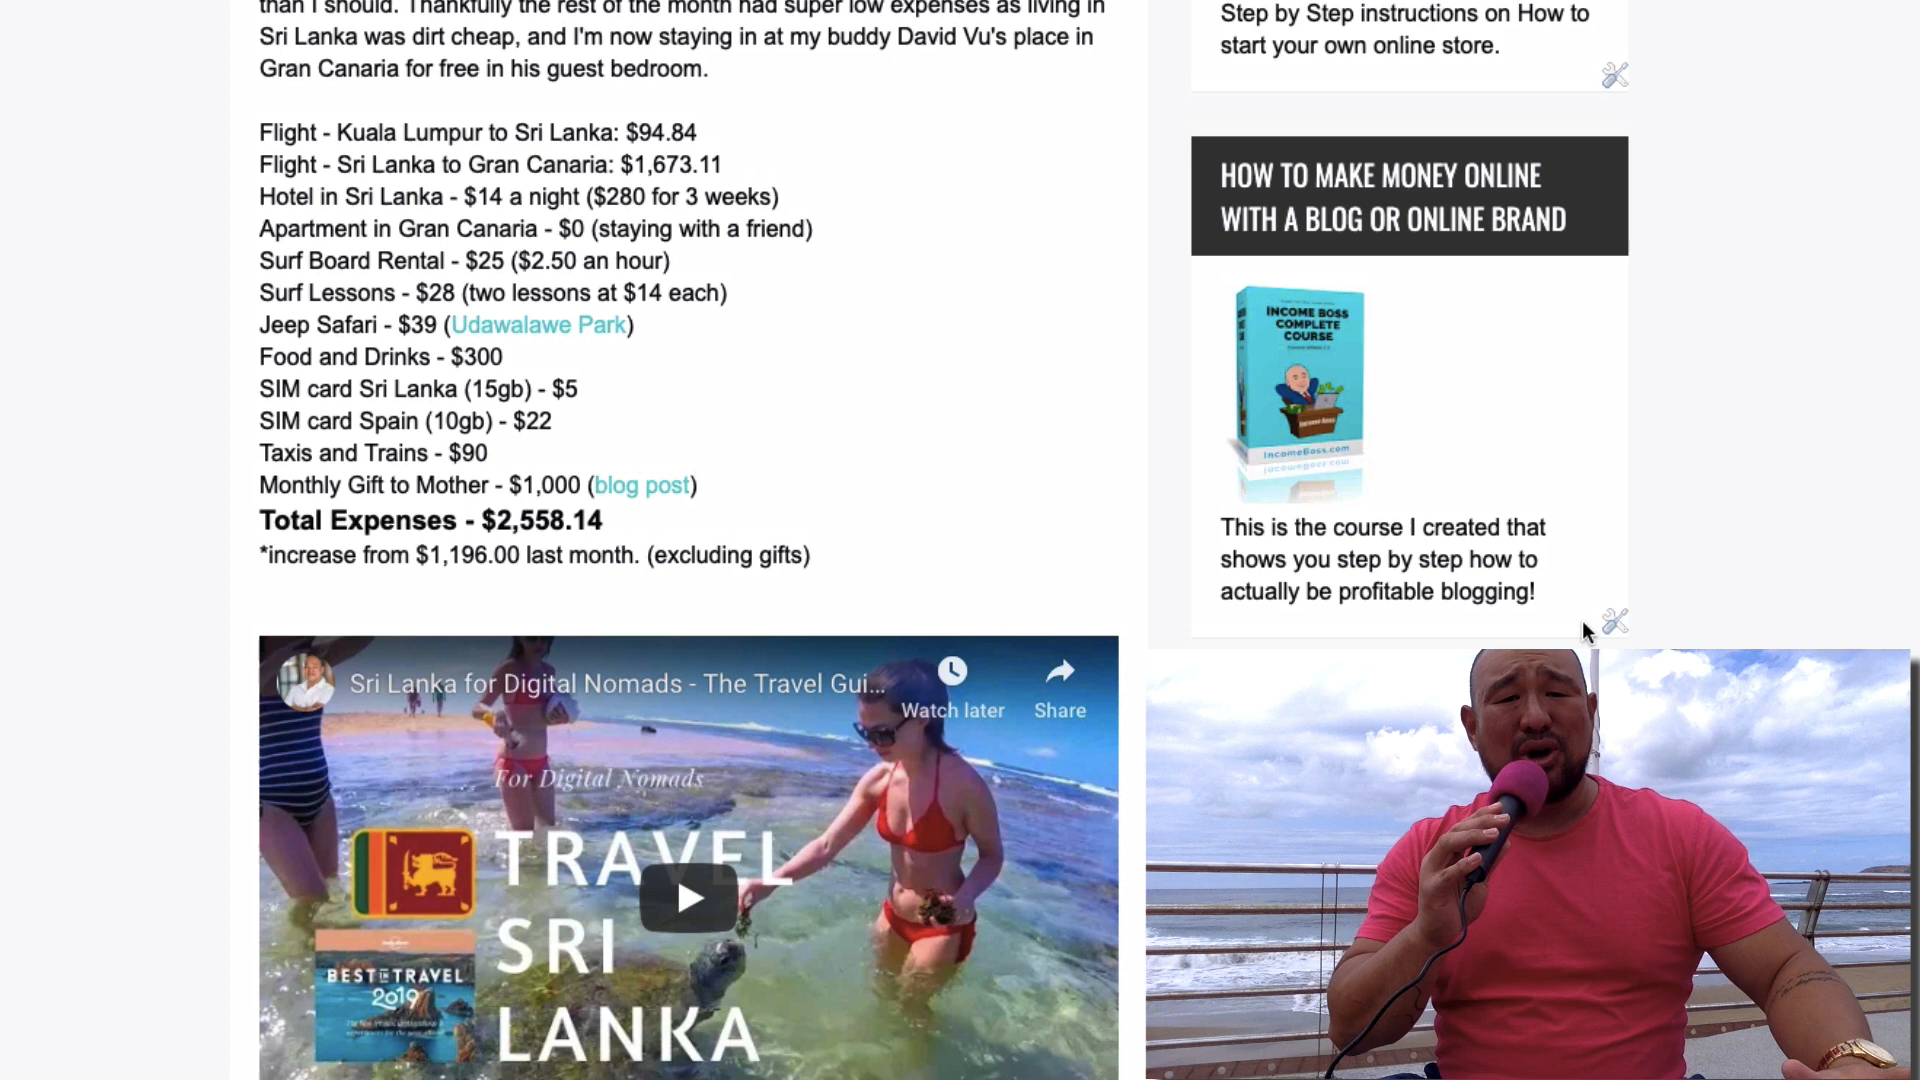 than I should. Thankfully the rest of the month had super low expenses as living in
Sri Lanka was dirt cheap, and I'm now staying in at my buddy David Vu's place in
Gran Canaria for free in his guest bedroom.
Flight - Kuala Lumpur to Sri Lanka: $94.84
Flight - Sri Lanka to Gran Canaria: $1,673.11
Hotel in Sri Lanka - $14 a night ($280 for 3 weeks)
Apartment in Gran Canaria - $0 (staying with a friend)
Surf Board Rental - $25 ($2.50 an hour)
Surf Lessons - $28 (two lessons at $14 each)
Jeep Safari - $39 (Udawalawe Park)
Food and Drinks - $300
SIM card Sri Lanka (15gb) - $5
SIM card Spain (10gb) - $22
Taxis and Trains - $90
Monthly Gift to Mother - $1,000 (blog post)
Total Expenses - $2,558.14
*increase from $1,196.00 last month. (excluding gifts)
Sri Lanka for Digital Nomads - The Travel Gui...
Watch later
Share
For Digital Nomads
TRAVEL
SRI
LANKA
BEST IN TRAVEL
2019
Step by Step instructions on How to
start your own online store.
HOW TO MAKE MONEY ONLINE
WITH A BLOG OR ONLINE BRAND
INCOME BOSS
COMPLETE
COURSE
Income Boss
IncomeBoss.com
This is the course I created that
shows you step by step how to
actually be profitable blogging!